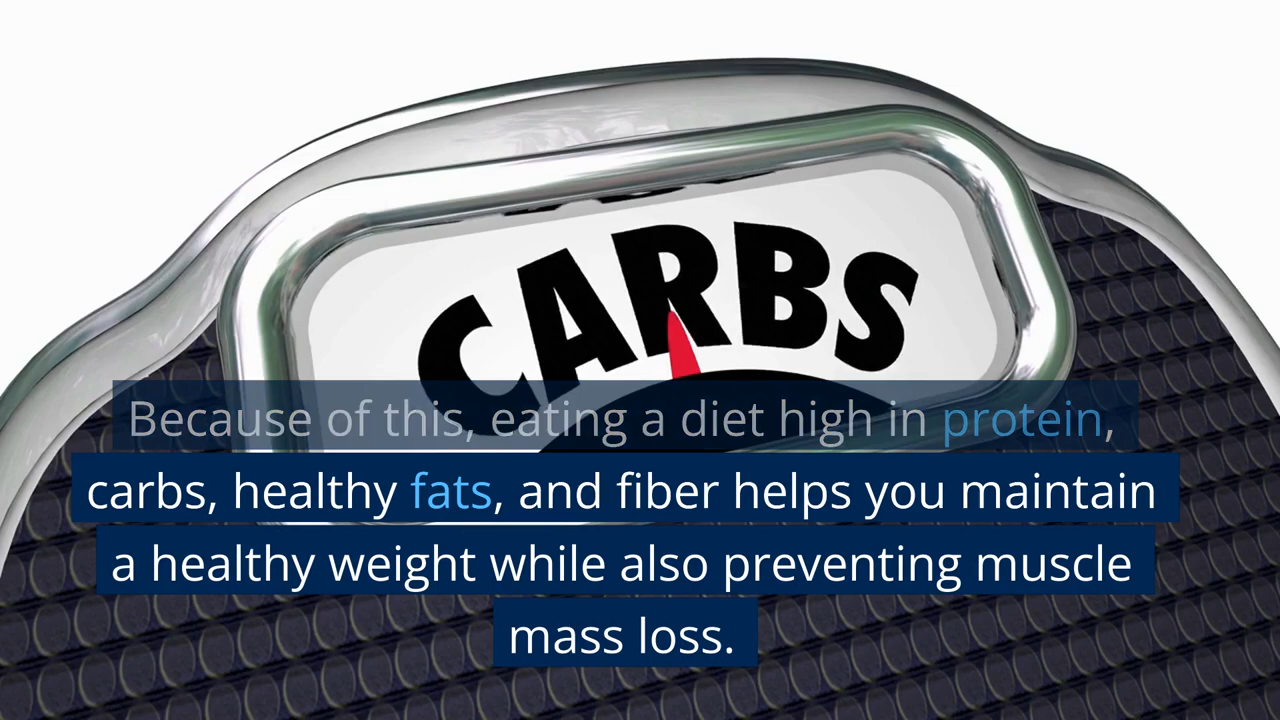 CARBS
Because of this, eating a diet high in protein,
carbs, healthy fats, and fiber helps you maintain
a healthy weight while also preventing muscle
mass loss.